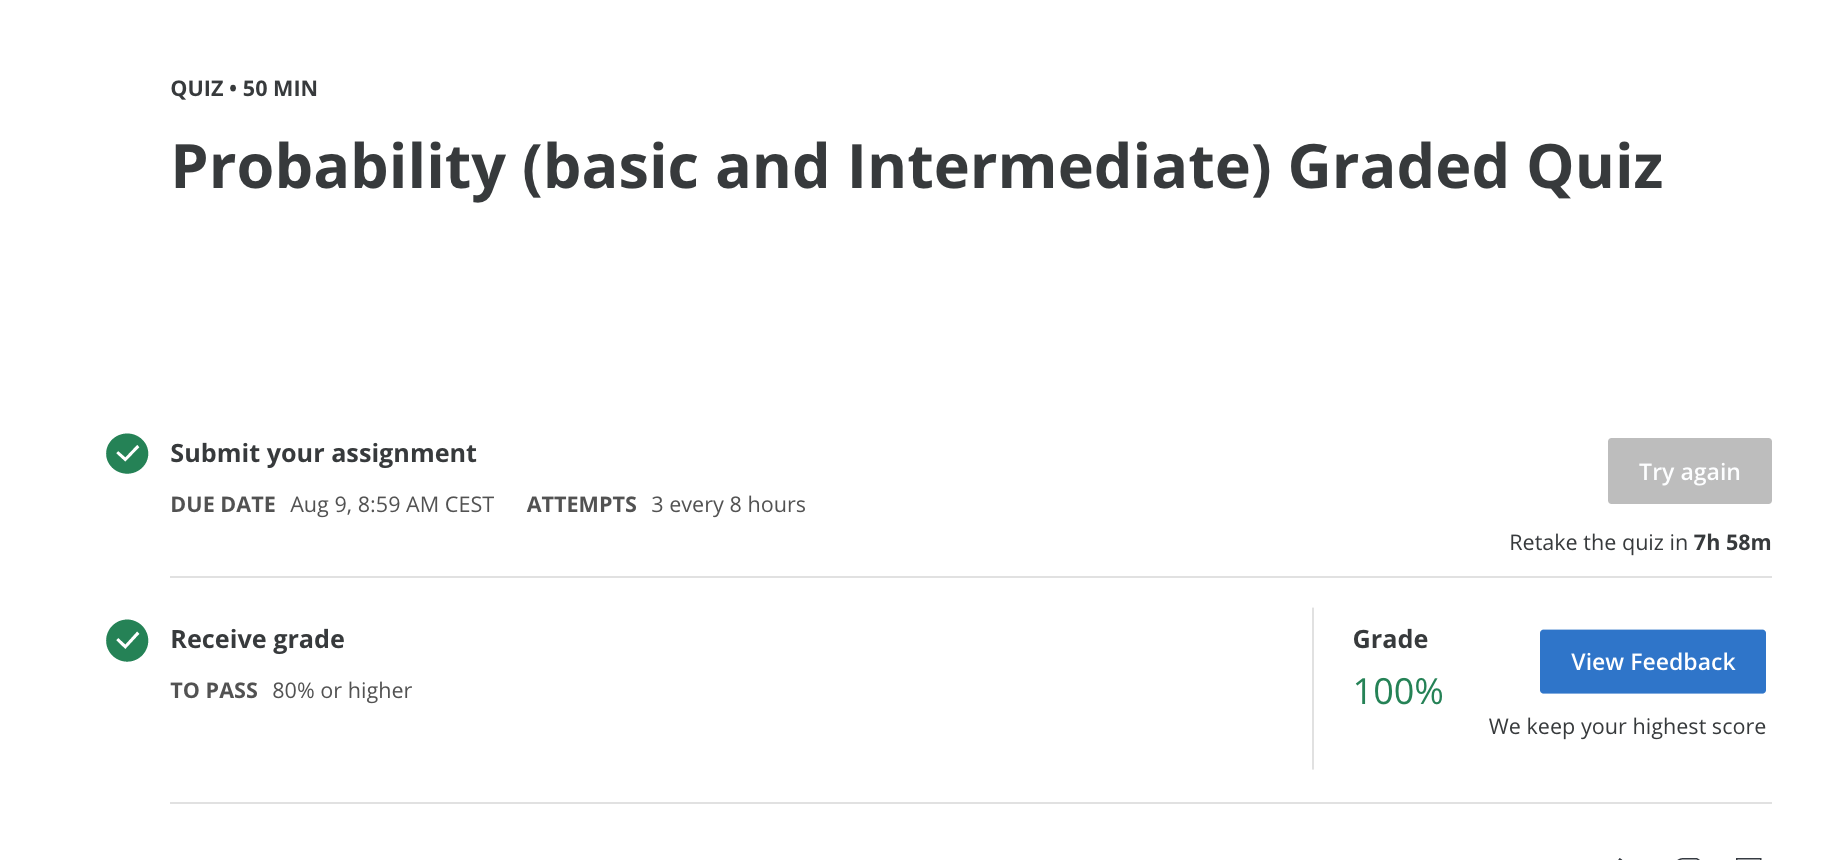 QUIZ • 50 MIN
Probability (basic and Intermediate) Graded Quiz
Submit your assignment
DUE DATE Aug 9, 8:59 AM CEST ATTEMPTS 3 every 8 hours
Try again
Retake the quiz in 7h 58m
Receive grade
TO PASS 80% or higher
Grade
100%
View Feedback
We keep your highest score